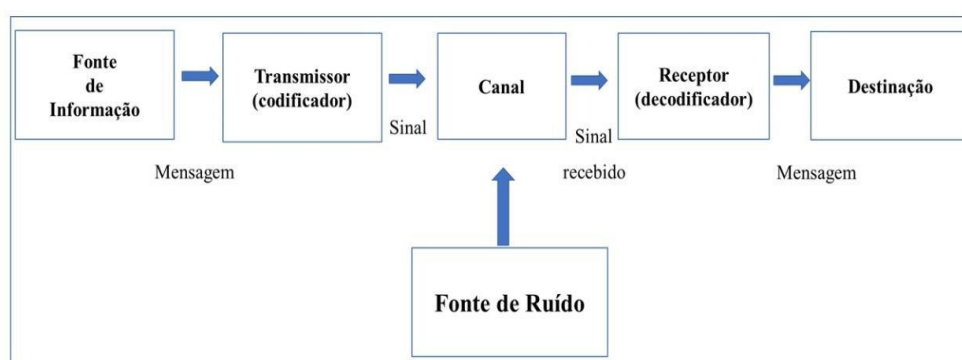 Fonte
de
Informação
Transmissor
(codificador)
Canal
Receptor
(decodificador)
Destinação
Mensagem
Sinal
Sinal
recebido
Mensagem
Fonte de Ruído